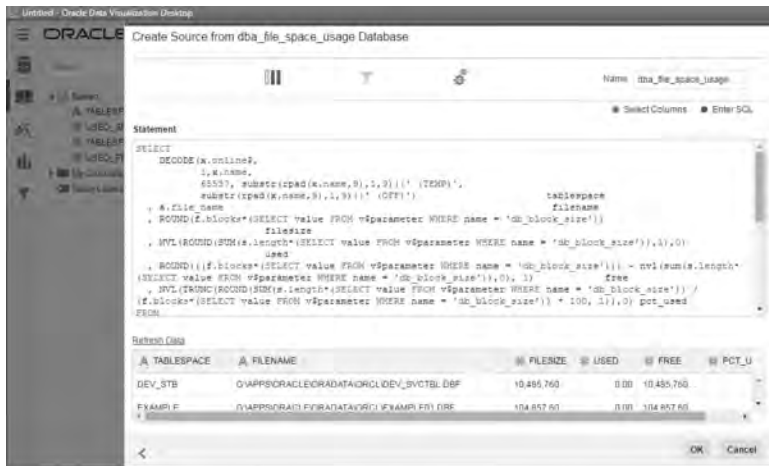 Untitled - Oracle Data Visualization Desktop
ORACLE
Create Source from dba_file_space_usage Database
Name dba_file_space_usage
Select Columns Enter SQL
Statement
SELECT
DECODE(x.online$,
1,x.name,
65537, substr(rpad(x.name,9),1,9)||' (TEMP)',
substr(rpad(x.name,9),1,9)||' (OFF)') tablespace
, a.file_name filename
, ROUND(f.blocks*(SELECT value FROM v$parameter WHERE name = 'db_block_size'))
filesize
, NVL(ROUND(SUM(s.length*(SELECT value FROM v$parameter WHERE name = 'db_block_size')),1),0)
used
, ROUND(((f.blocks*(SELECT value FROM v$parameter WHERE name = 'db_block_size'))) - nvl(sum(s.length*
(SELECT value FROM v$parameter WHERE name = 'db_block_size')),0), 1) free
, NVL(TRUNC(ROUND(SUM(s.length*(SELECT value FROM v$parameter WHERE name = 'db_block_size')) /
(f.blocks*(SELECT value FROM v$parameter WHERE name = 'db_block_size')) * 100, 1)),0) pct_used
FROM
Refresh Data
A TABLESPACE A FILENAME FILESIZE USED FREE PCT_U
DEV_STB 10,485,760 0.00 10,485,760
EXAMPLE
OK Cancel